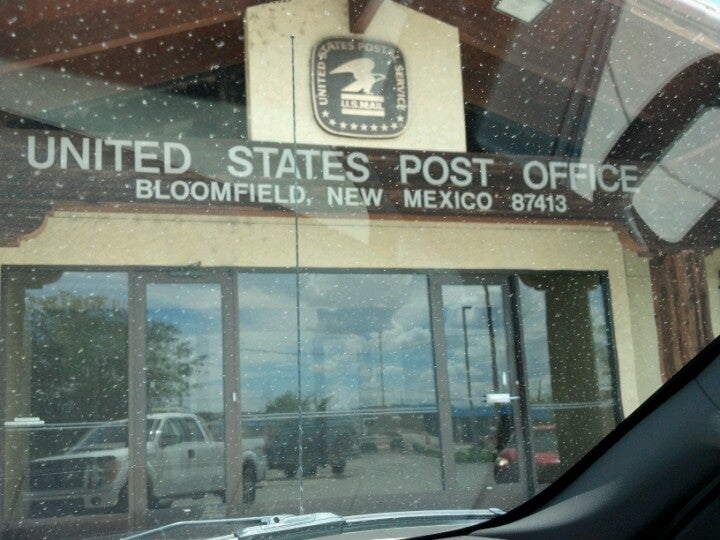 UNITED STATES POSTAL SERVICE
U.S.MAIL
UNITED STATES POST OFFICE
BLOOMFIELD, NEW MEXICO 87413